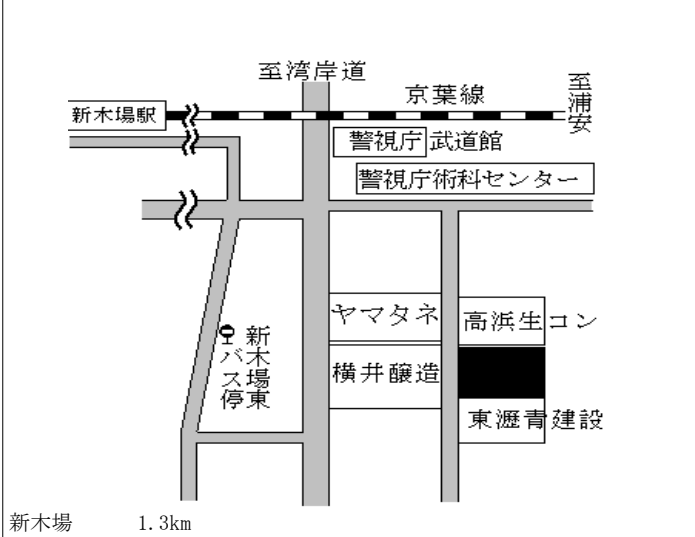 至湾岸道
京葉線
至浦安
新木場駅
警視庁武道館
警視庁術科センター
ヤマタネ
高浜生コン
新木場東
バス停
横井醸造
東瀝青建設
新木場 1.3km